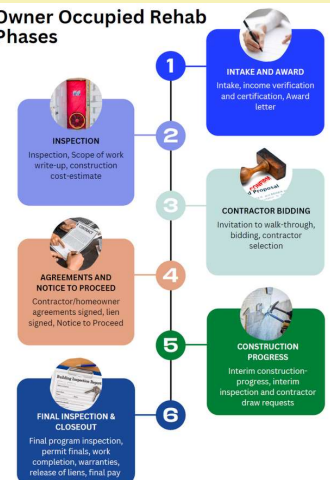 Owner Occupied Rehab
Phases
1
INTAKE AND AWARD
Intake, income verification
and certification, Award
letter
INSPECTION
Inspection, Scope of work
write-up, construction
cost-estimate
2
Proposal
3
CONTRACTOR BIDDING
Invitation to walk-through,
bidding, contractor
selection
CONTRACT
AGREEMENTS AND
NOTICE TO PROCEED
Contractor/homeowner
agreements signed, lien
signed, Notice to Proceed
4
5
CONSTRUCTION
PROGRESS
Interim construction-
progress, interim
inspection and contractor
draw requests
Building Inspection Report
FINAL INSPECTION &
CLOSEOUT
Final program inspection,
permit finals, work
completion, warranties,
release of liens, final pay
6